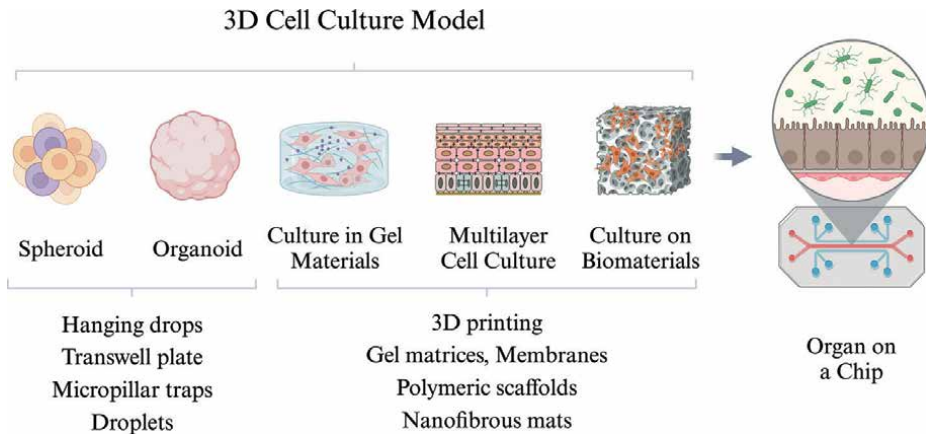 3D Cell Culture Model
Spheroid
Organoid
Culture in Gel
Materials
Multilayer
Cell Culture
Culture on
Biomaterials
Hanging drops
Transwell plate
Micropillar traps
Droplets
3D printing
Gel matrices, Membranes
Polymeric scaffolds
Nanofibrous mats
Organ on
a Chip